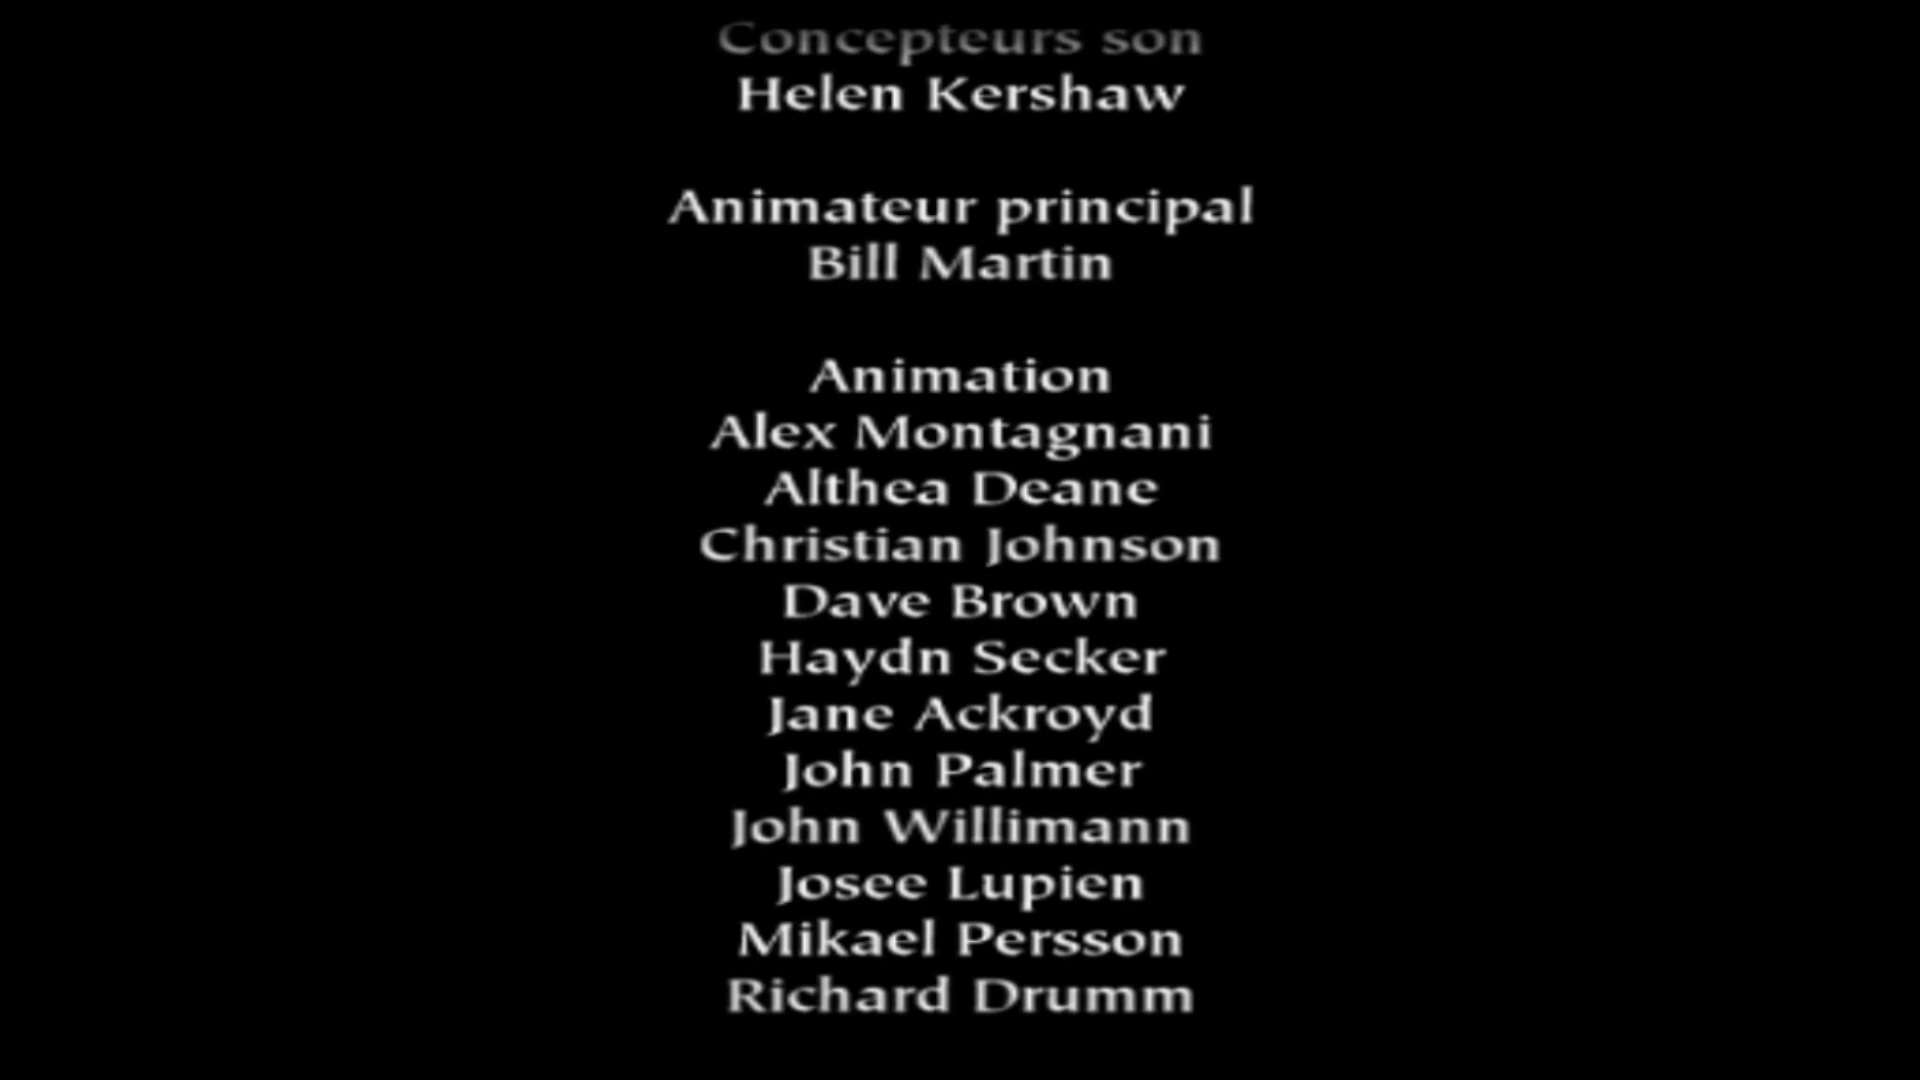 Concepteurs son
Helen Kershaw
Animateur principal
Bill Martin
Animation
Alex Montagnani
Althea Deane
Christian Johnson
Dave Brown
Haydn Secker
Jane Ackroyd
John Palmer
John Willimann
Josee Lupien
Mikael Persson
Richard Drumm